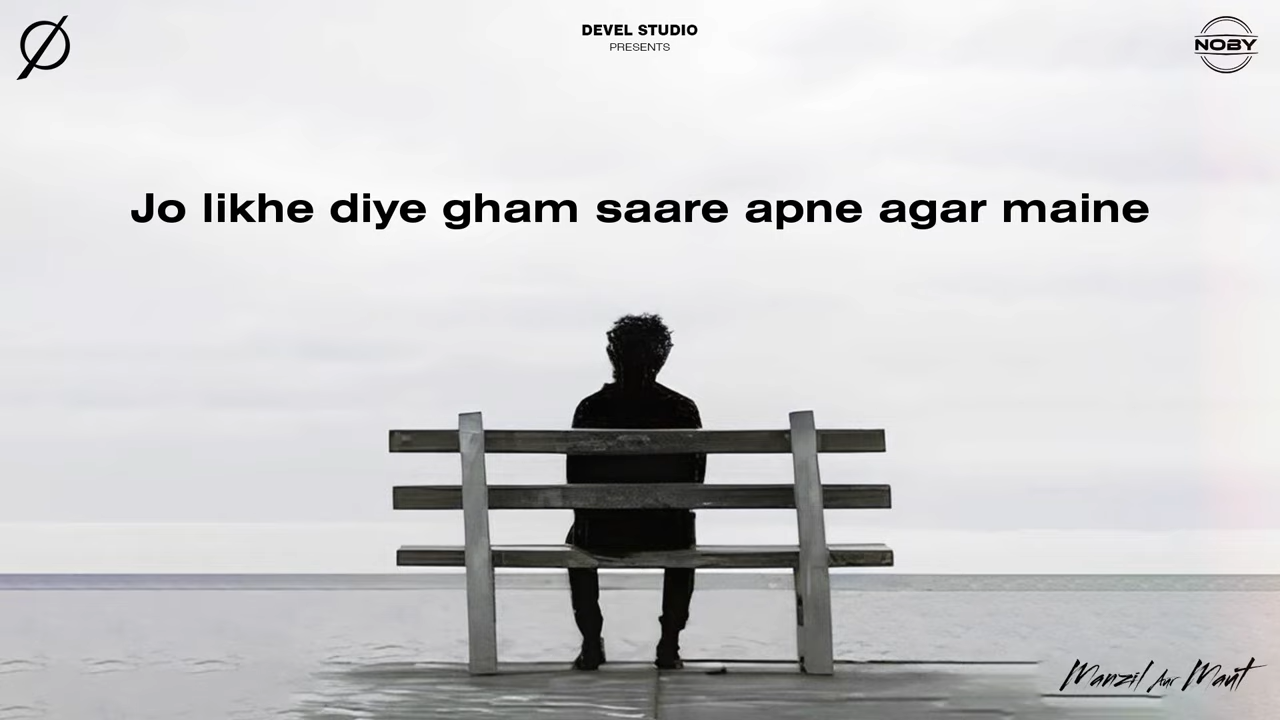 DEVEL STUDIO
PRESENTS
NOBY
Jo likhe diye gham saare apne agar maine
Manzil Aur Maut